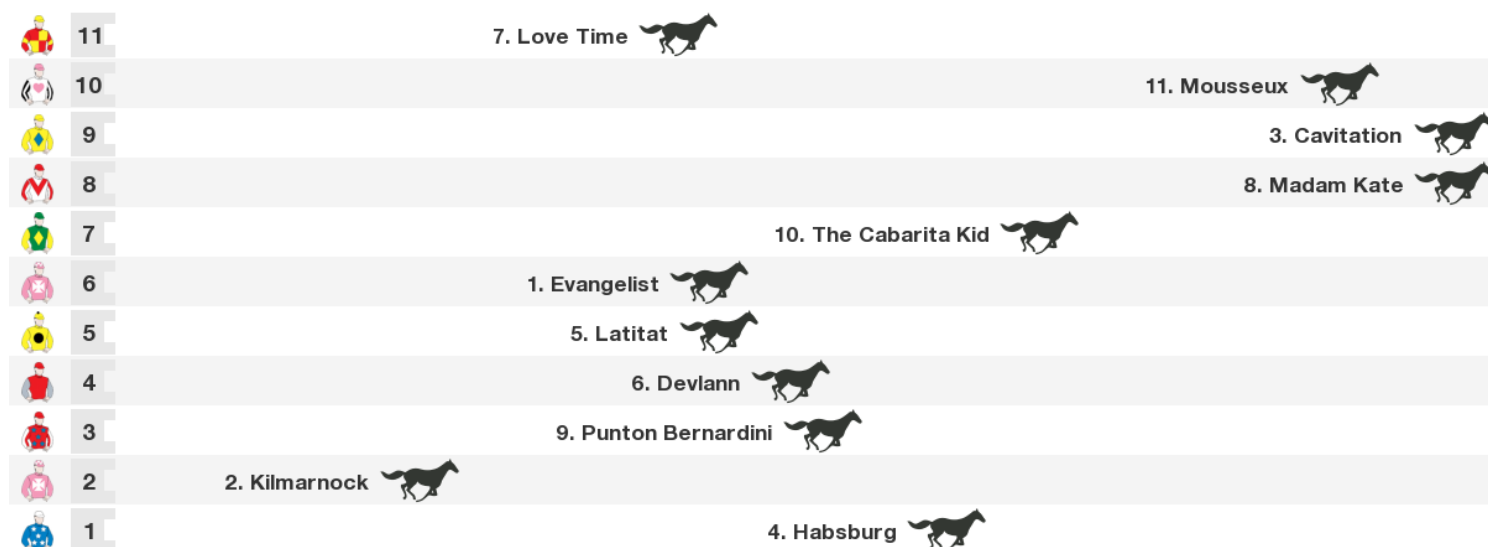 11 7. Love Time
10 11. Mousseux
9 3. Cavitation
8 8. Madam Kate
7 10. The Cabarita Kid
6 1. Evangelist
5 5. Latitat
4 6. Devlann
3 9. Punton Bernardini
2 2. Kilmarnock
1 4. Habsburg